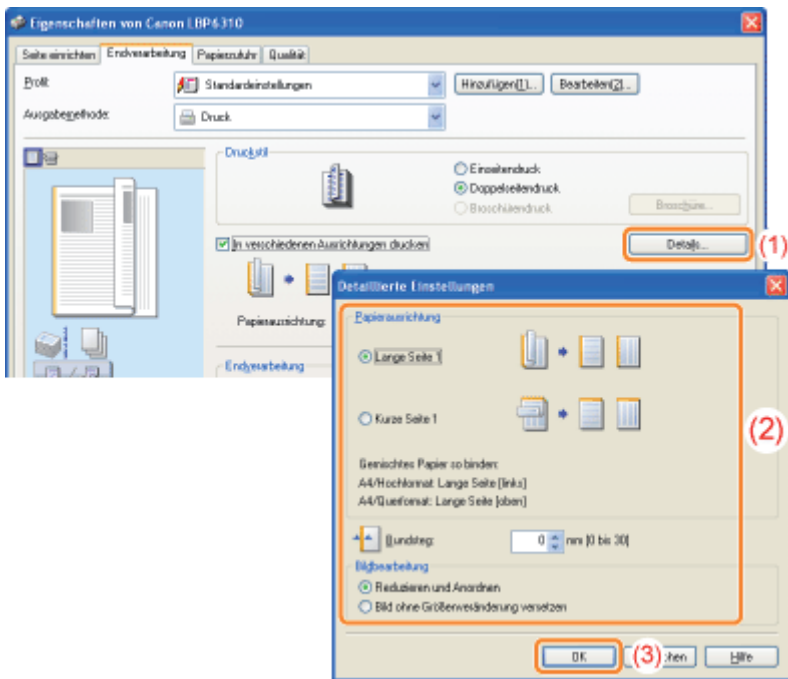 Eigenschaften von Canon LBP6310
Seite einrichten Endverarbeitung Papierzufuhr Qualität
Profil: Standardeinstellungen Hinzufügen[1]... Bearbeiten[2]...
Ausgabemethode: Druck
Druckstil
Einseitendruck
Doppelseitendruck
Broschürendruck Broschüre...
In verschiedenen Ausrichtungen drucken Details... (1)
Papierausrichtung:
Endverarbeitung
Detaillierte Einstellungen
Papierausrichtung
Lange Seite 1
Kurze Seite 1
(2)
Gemischtes Papier so binden:
A4/Hochformat: Lange Seite [links]
A4/Querformat: Lange Seite [oben]
Bundsteg: 0 mm [0 bis 30]
Bildbearbeitung
Reduzieren und Anordnen
Bild ohne Größenveränderung versetzen
OK (3) chen Hilfe